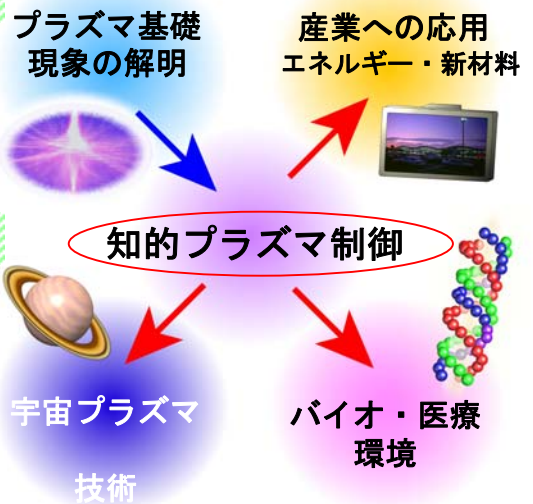 プラズマ基礎
現象の解明
産業への応用
エネルギー・新材料
知的プラズマ制御
宇宙プラズマ
技術
バイオ・医療
環境